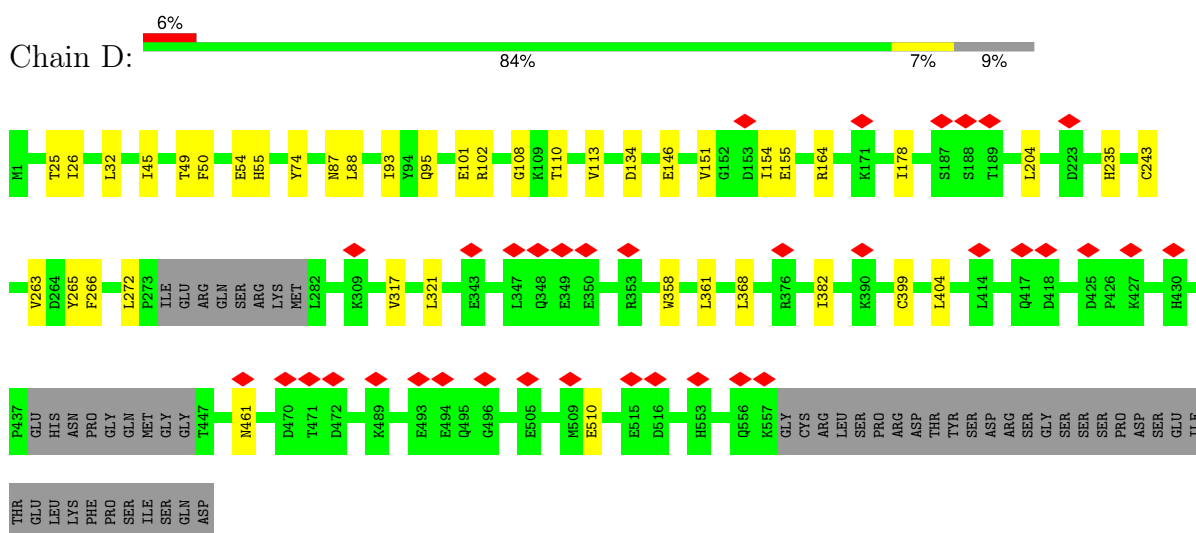 6%
Chain D:
84% 7% 9%
M1 T25 I26 L32 I45 T49 F50 E54 H55 Y74 N87 L88 I93 Y94 Q95 E101 R102 G108 K109 T110 V113 D134 E146 V151 G152 D153 I154 E155 R164 K171 I178 S187 S188 T189 L204 D223 H235 C243
V263 D264 Y265 F266 L272 P273 ILE GLU ARG GLN SER ARG LYS MET L282 K309 V317 L321 E343 L347 Q348 E349 E350 R353 W358 L361 L368 R376 I382 K390 C399 L404 L414 Q417 D418 D425 P426 K427 H430
P437 GLU HIS ASN PRO GLY GLN MET GLY GLY T447 N461 D470 T471 D472 K489 E493 E494 Q495 G496 E505 M509 E510 E515 D516 H553 Q556 K557 GLY CYS ARG LEU SER PRO ARG ASP THR TYR SER ASP ARG SER GLY SER SER SER PRO ASP SER GLU ILE
THR GLU LEU LYS PHE PRO SER ILE SER GLN ASP